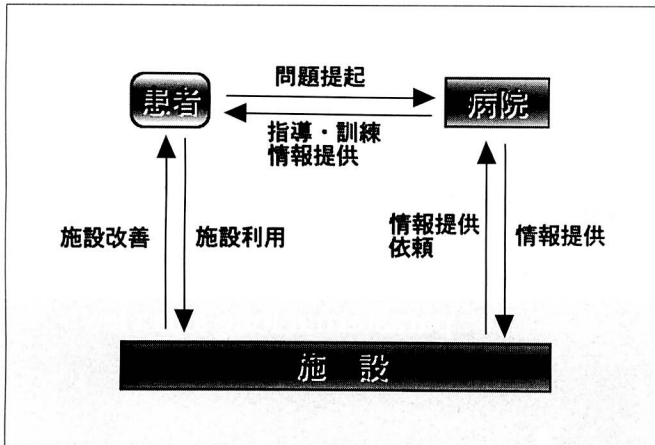 問題提起
患者
病院
指導・訓練
情報提供
施設改善
施設利用
情報提供
依頼
情報提供
施設